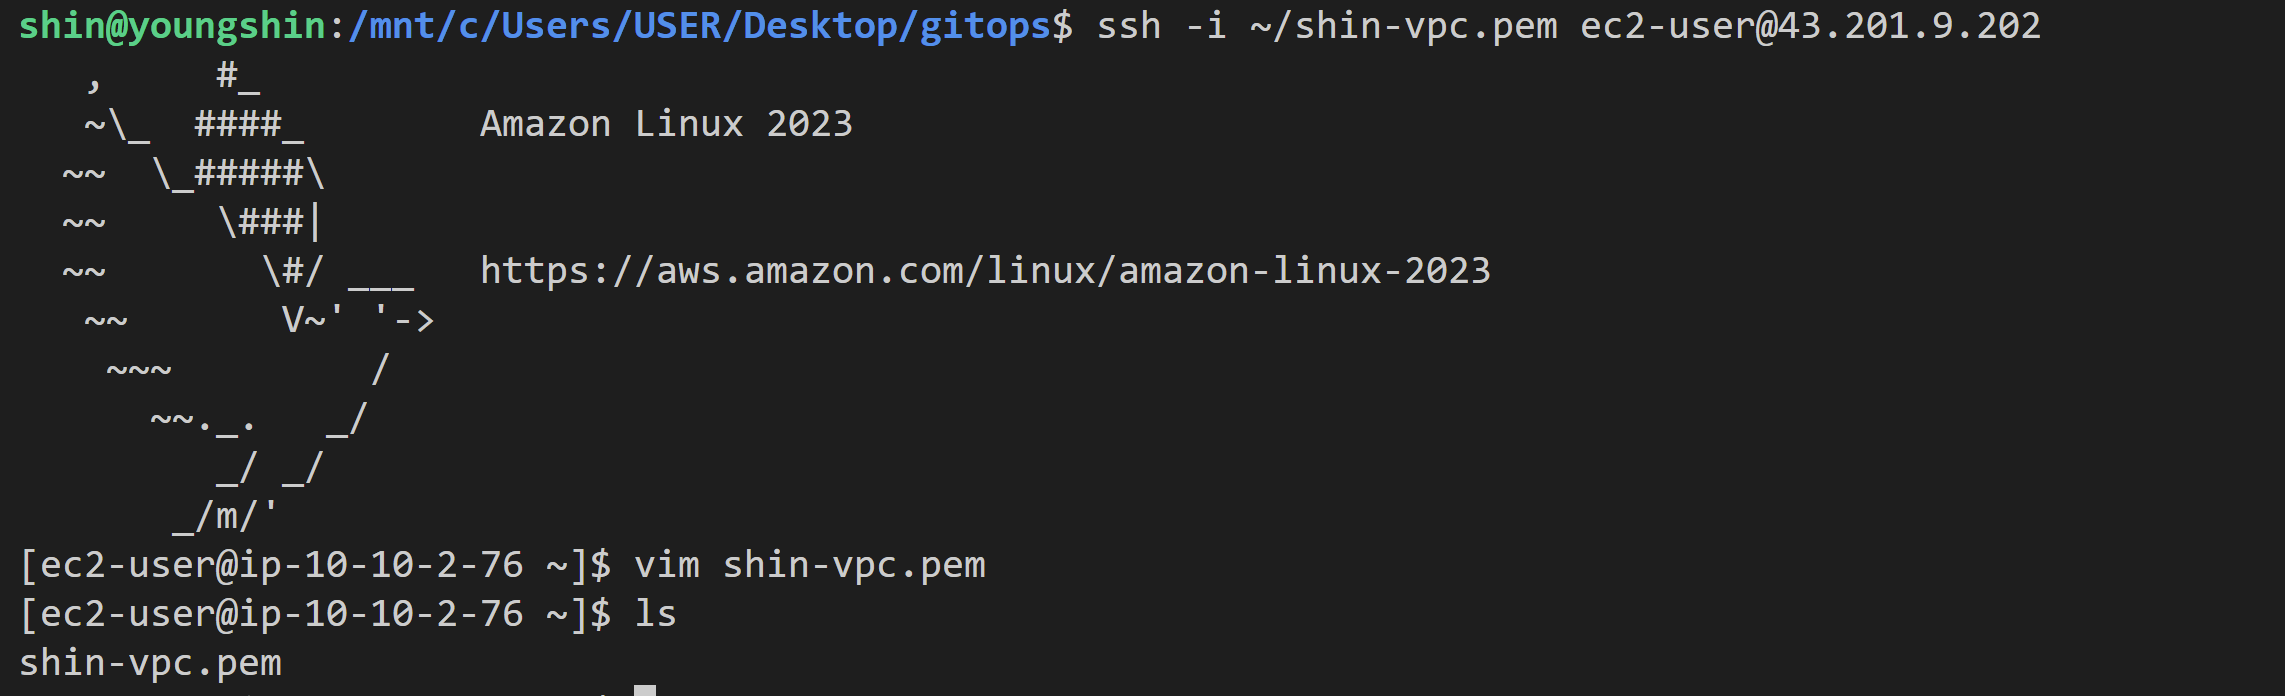 shin@youngshin:/mnt/c/Users/USER/Desktop/gitops$ ssh -i ~/shin-vpc.pem ec2-user@43.201.9.202
   ,     #_
   ~\_  ####_        Amazon Linux 2023
  ~~  \_#####\
  ~~     \###|
  ~~       \#/ ___   https://aws.amazon.com/linux/amazon-linux-2023
   ~~       V~' '->
    ~~~         /
      ~~._.   _/
         _/ _/
       _/m/'
[ec2-user@ip-10-10-2-76 ~]$ vim shin-vpc.pem
[ec2-user@ip-10-10-2-76 ~]$ ls
shin-vpc.pem